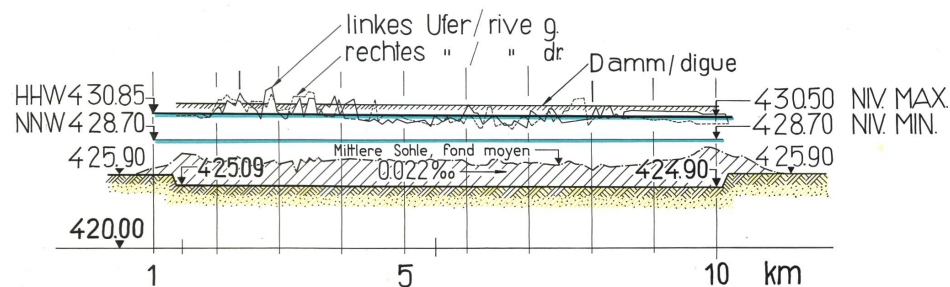 linkes Ufer / rive g.
rechtes " / " dr.
Damm/digue
HHW 430.85
430.50 NIV. MAX.
NNW 428.70
428.70 NIV. MIN.
Mittlere Sohle, fond moyen
425.90
425.09
0.022‰
424.90
425.90
420.00
1 5 10 km